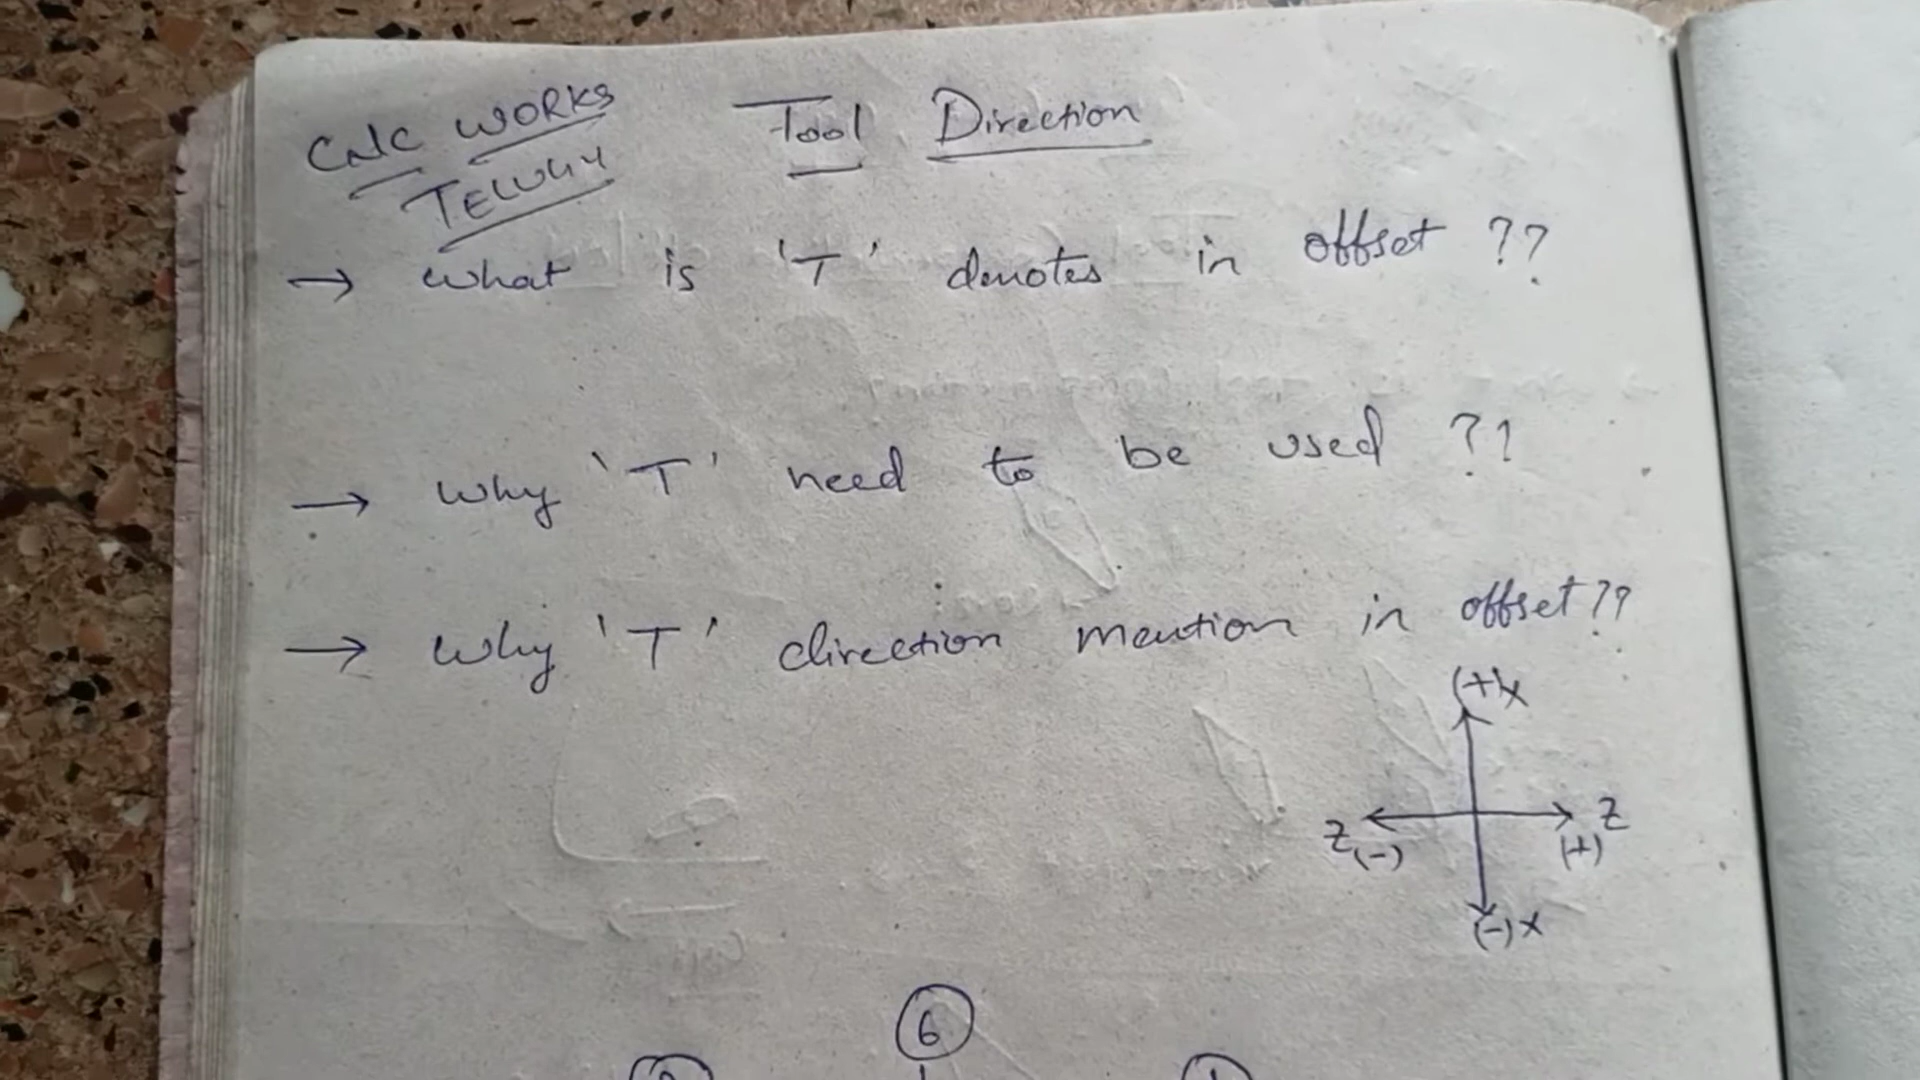 CNC WORKS
TELUGU
Tool Direction
→ What is 'T' denotes in offset ??
→ Why 'T' need to be used ??
→ Why 'T' direction mention in offset ??
(+)X
Z(-)
Z(+)
(-)X
6